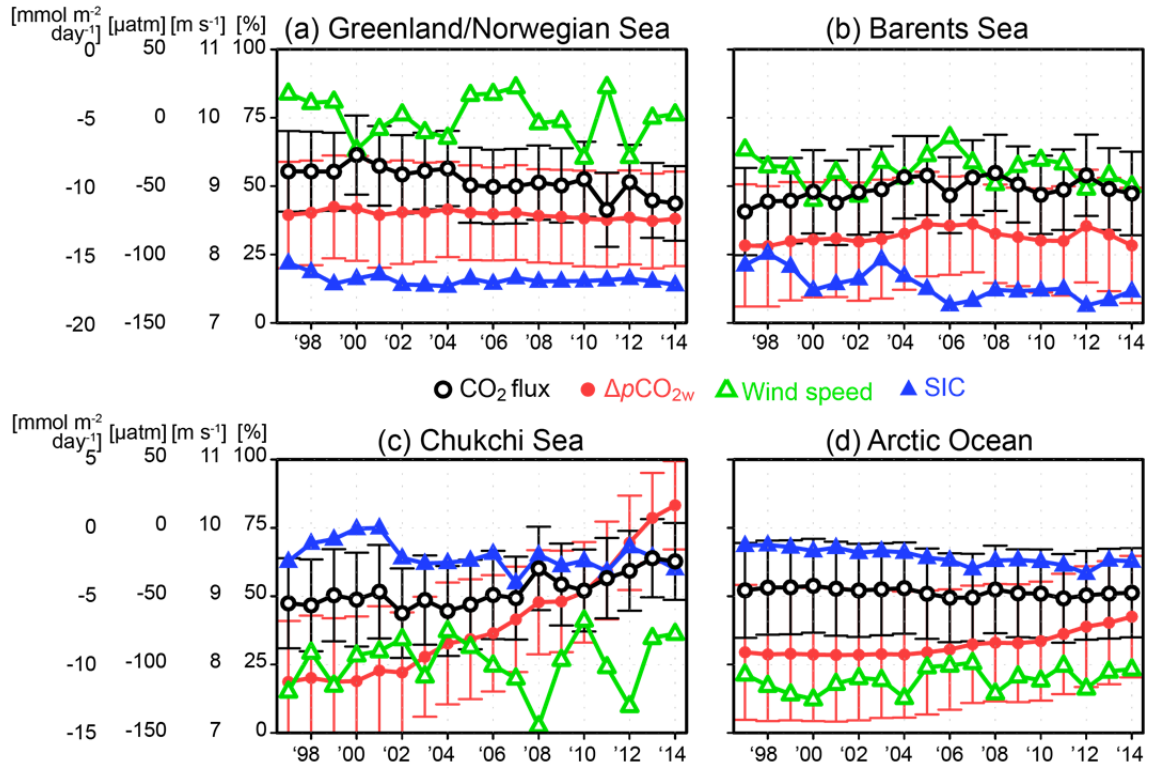 [mmol m⁻² day⁻¹] [µatm] [m s⁻¹] [%]
(a) Greenland/Norwegian Sea (b) Barents Sea
0 50 11 100
-5 0 10 75
-10 -50 9 50
-15 -100 8 25
-20 -150 7 0
‘98 ’00 ‘02 ‘04 ‘06 ‘08 ‘10 ‘12 ‘14 ‘98 ’00 ‘02 ‘04 ‘06 ‘08 ‘10 ‘12 ‘14
CO₂ flux ΔpCO₂w Wind speed SIC
[mmol m⁻² day⁻¹] [µatm] [m s⁻¹] [%]
(c) Chukchi Sea (d) Arctic Ocean
5 50 11 100
0 0 10 75
-5 -50 9 50
-10 -100 8 25
-15 -150 7 0
‘98 ’00 ‘02 ‘04 ‘06 ‘08 ‘10 ‘12 ‘14 ‘98 ’00 ‘02 ‘04 ‘06 ‘08 ‘10 ‘12 ‘14